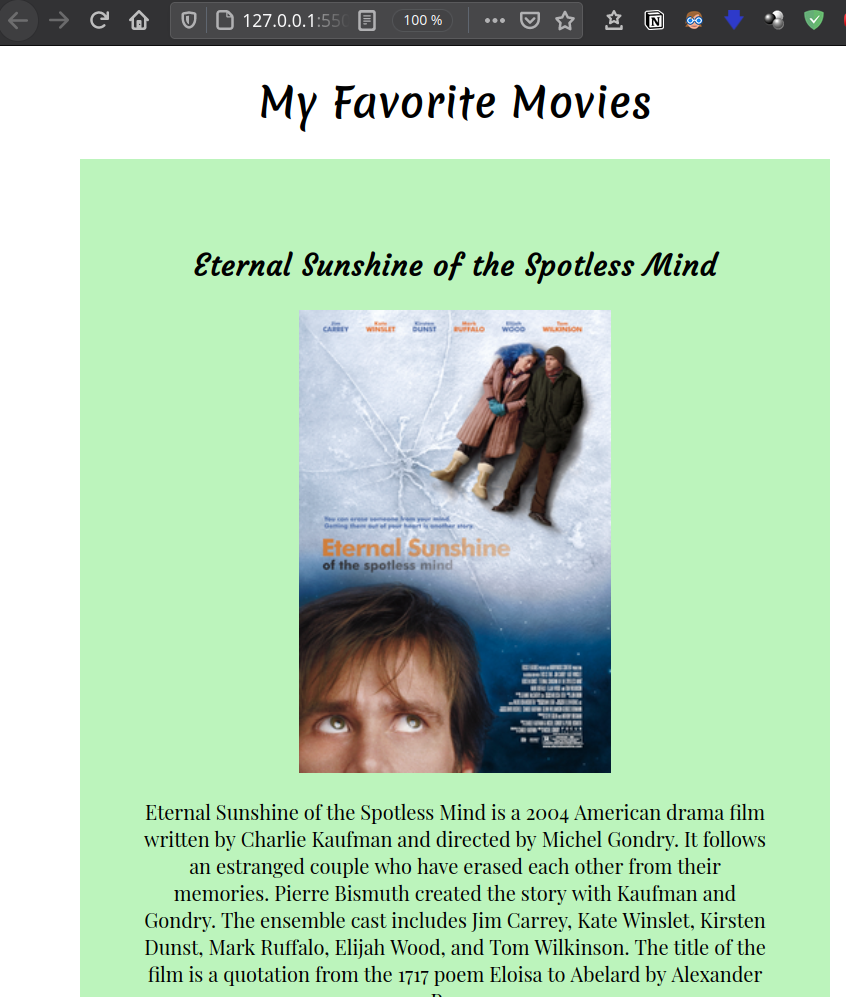 127.0.0.1:550
100 %
My Favorite Movies
Eternal Sunshine of the Spotless Mind
Jim CARREY Kate WINSLET Kirsten DUNST Mark RUFFALO Elijah WOOD Tom WILKINSON
You can erase someone from your mind.
Getting them out of your heart is another story.
Eternal Sunshine
of the spotless mind
Eternal Sunshine of the Spotless Mind is a 2004 American drama film
written by Charlie Kaufman and directed by Michel Gondry. It follows
an estranged couple who have erased each other from their
memories. Pierre Bismuth created the story with Kaufman and
Gondry. The ensemble cast includes Jim Carrey, Kate Winslet, Kirsten
Dunst, Mark Ruffalo, Elijah Wood, and Tom Wilkinson. The title of the
film is a quotation from the 1717 poem Eloisa to Abelard by Alexander